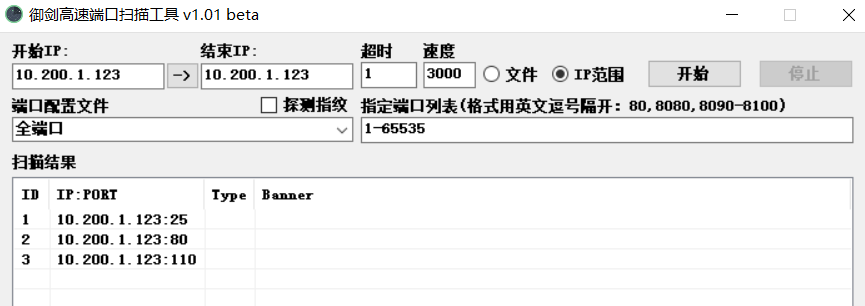 御剑高速端口扫描工具 v1.01 beta
开始IP: 结束IP: 超时 速度
10.200.1.123 -> 10.200.1.123 1 3000 文件 IP范围 开始 停止
端口配置文件 探测指纹 指定端口列表(格式用英文逗号隔开：80,8080,8090-8100)
全端口 1-65535
扫描结果
ID IP:PORT Type Banner
1 10.200.1.123:25
2 10.200.1.123:80
3 10.200.1.123:110